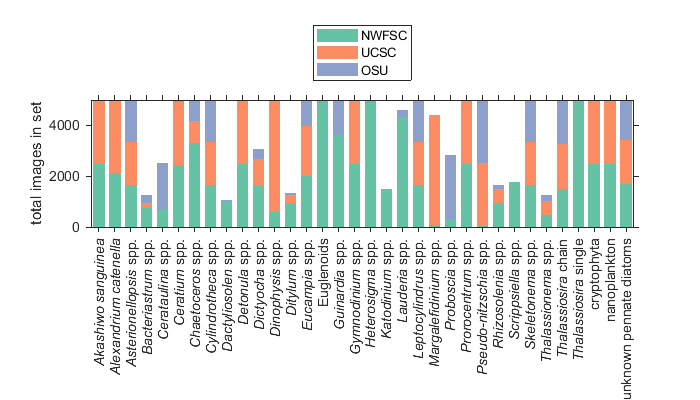 NWFSC
UCSC
OSU
total images in set
4000
2000
0
Akashiwo sanguinea
Alexandrium catenella
Asterionellopsis spp.
Bacteriastrum spp.
Cerataulina spp.
Ceratium spp.
Chaetoceros spp.
Cylindrotheca spp.
Dactyliosolen spp.
Detonula spp.
Dictyocha spp.
Dinophysis spp.
Ditylum spp.
Eucampia spp.
Euglenoids
Guinardia spp.
Gymnodinium spp.
Heterosigma spp.
Katodinium spp.
Lauderia spp.
Leptocylindrus spp.
Margalefidinium spp.
Proboscia spp.
Prorocentrum spp.
Pseudo-nitzschia spp.
Rhizosolenia spp.
Scrippsiella spp.
Skeletonema spp.
Thalassionema spp.
Thalassiosira chain
Thalassiosira single
cryptophyta
nanoplankton
unknown pennate diatoms